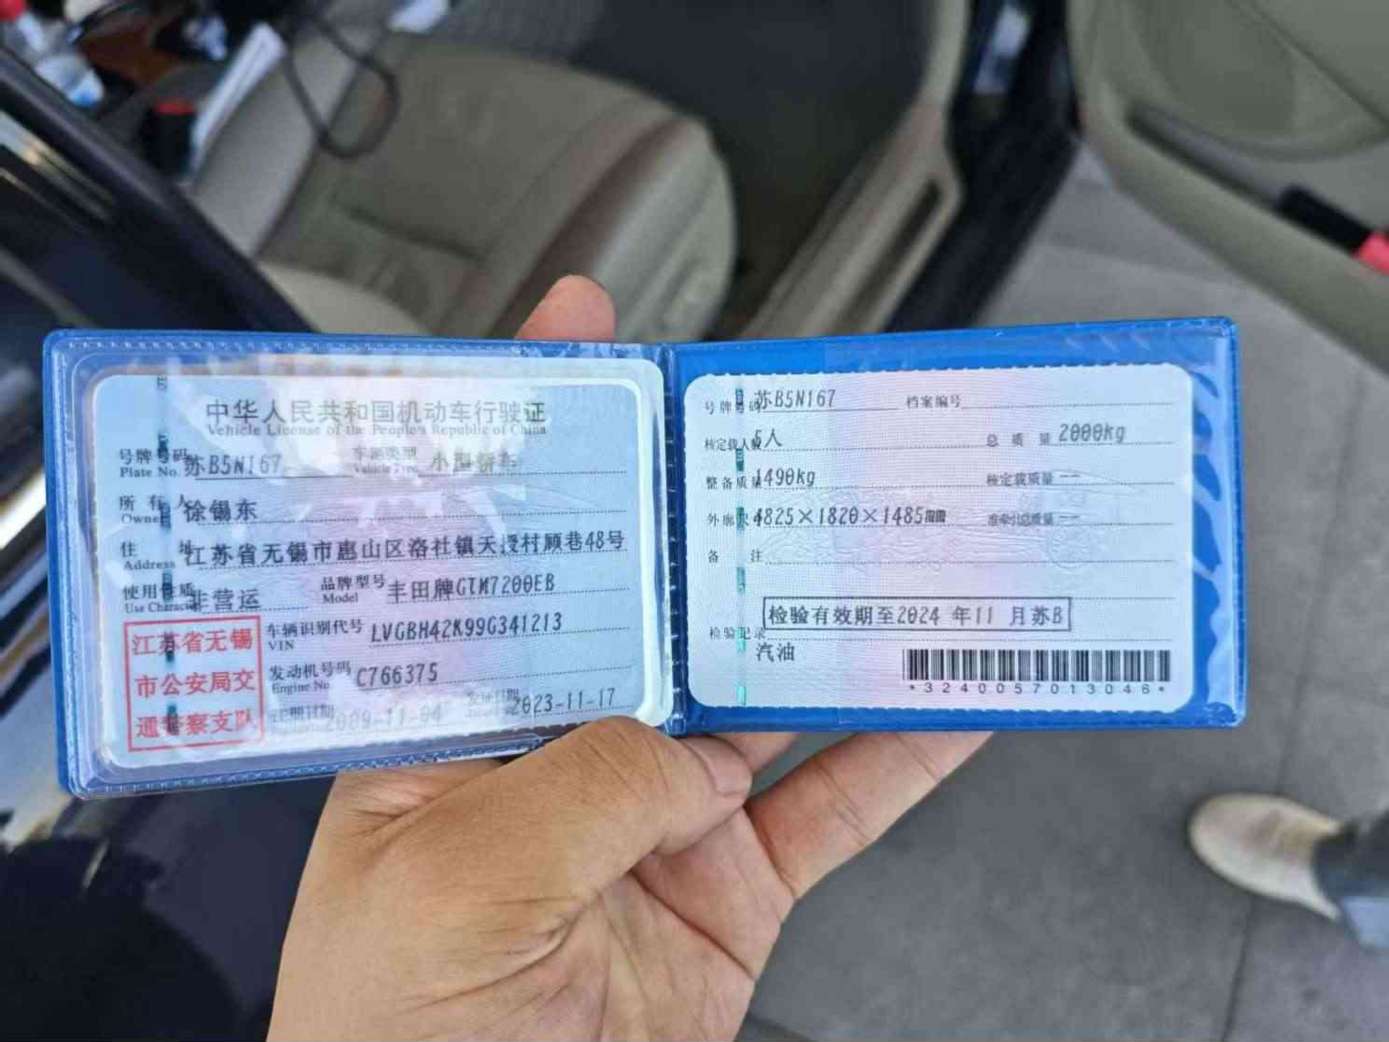 中华人民共和国机动车行驶证
Vehicle License of the People's Republic of China
号牌号码 苏B5N167 车辆类型 小型轿车
Plate No. Vehicle Type
所有人 徐锡东
Owner
住址 江苏省无锡市惠山区洛社镇天授村顾巷48号
Address
使用性质 非营运 品牌型号 丰田牌GTM7200EB
Use Character Model
江苏省无锡
市公安局交
通警察支队
车辆识别代号 LVGBH42K99G341213
VIN
发动机号码 C766375
Engine No.
注册日期 2009-11-04 发证日期 2023-11-17
号牌号码 苏B5N167 档案编号
核定载人数 5人 总质量 2000kg
整备质量 1490kg 核定载质量 --
外廓尺寸 4825×1820×1485mm 准牵引总质量 --
备注
检验有效期至2024 年11 月苏B
检验记录
汽油
*3240057013046*